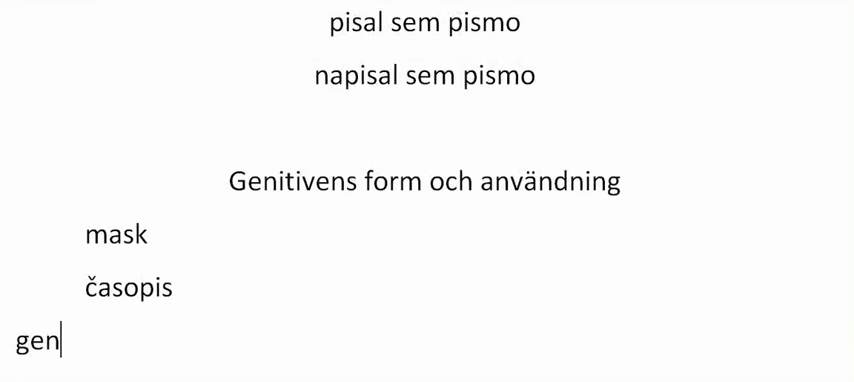 pisal sem pismo
napisal sem pismo
Genitivens form och användning
mask
časopis
gen